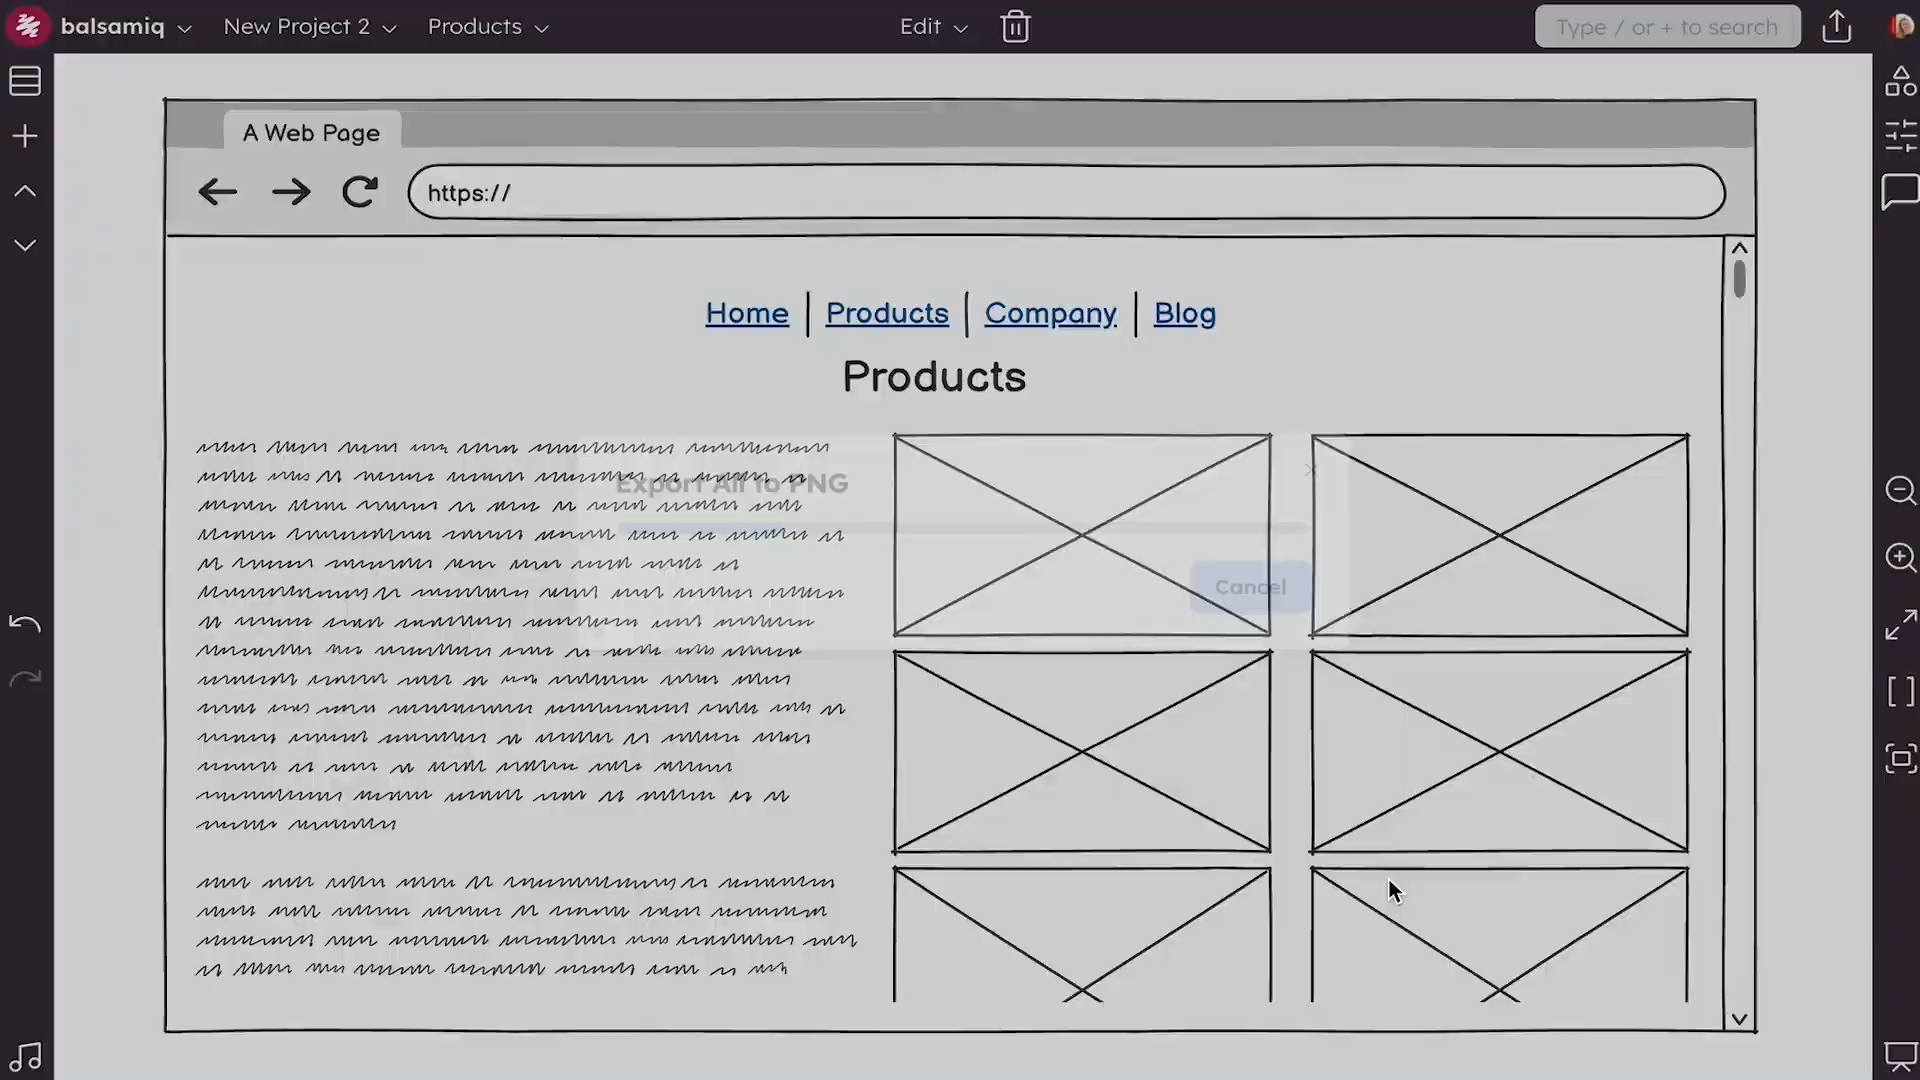 balsamiq New Project 2 Products Edit Type / or + to search
A Web Page
https://
Home Products Company Blog
Products
Export All to PNG
Cancel